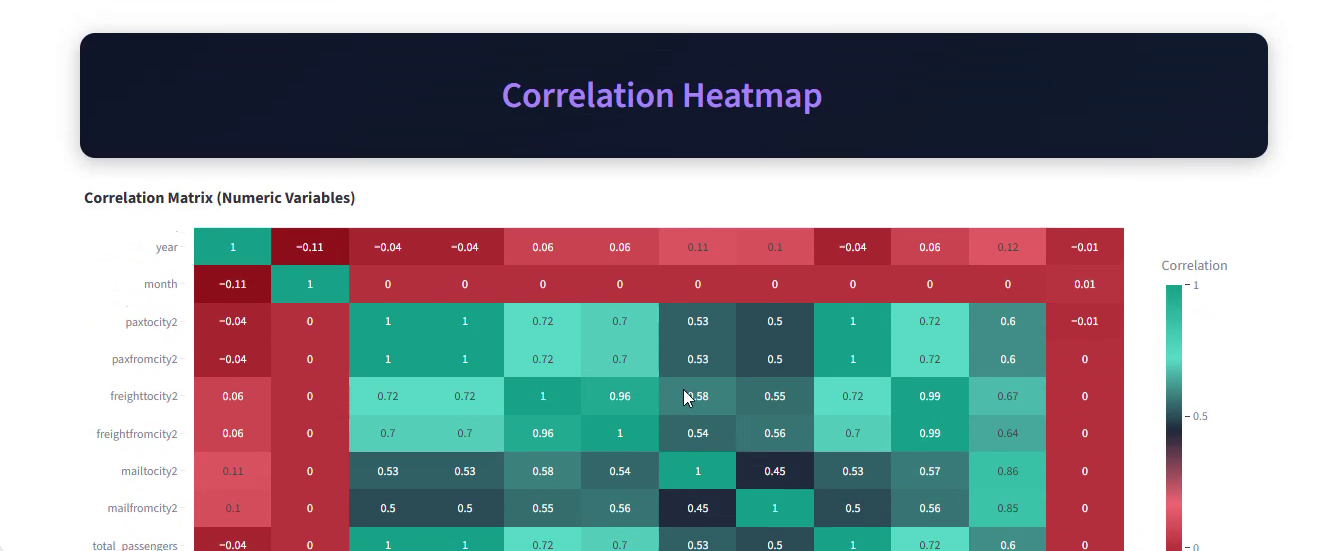 Correlation Heatmap
Correlation Matrix (Numeric Variables)
year 1 −0.11 −0.04 −0.04 0.06 0.06 0.11 0.1 −0.04 0.06 0.12 −0.01
month −0.11 1 0 0 0 0 0 0 0 0 0 0.01
paxtocity2 −0.04 0 1 1 0.72 0.7 0.53 0.5 1 0.72 0.6 −0.01
paxfromcity2 −0.04 0 1 1 0.72 0.7 0.53 0.5 1 0.72 0.6 0
freighttocity2 0.06 0 0.72 0.72 1 0.96 0.58 0.55 0.72 0.99 0.67 0
freightfromcity2 0.06 0 0.7 0.7 0.96 1 0.54 0.56 0.7 0.99 0.64 0
mailtocity2 0.11 0 0.53 0.53 0.58 0.54 1 0.45 0.53 0.57 0.86 0
mailfromcity2 0.1 0 0.5 0.5 0.55 0.56 0.45 1 0.5 0.56 0.85 0
total_passengers −0.04 0 1 1 0.72 0.7 0.53 0.5 1 0.72 0.6 0
Correlation
1
0.5
0